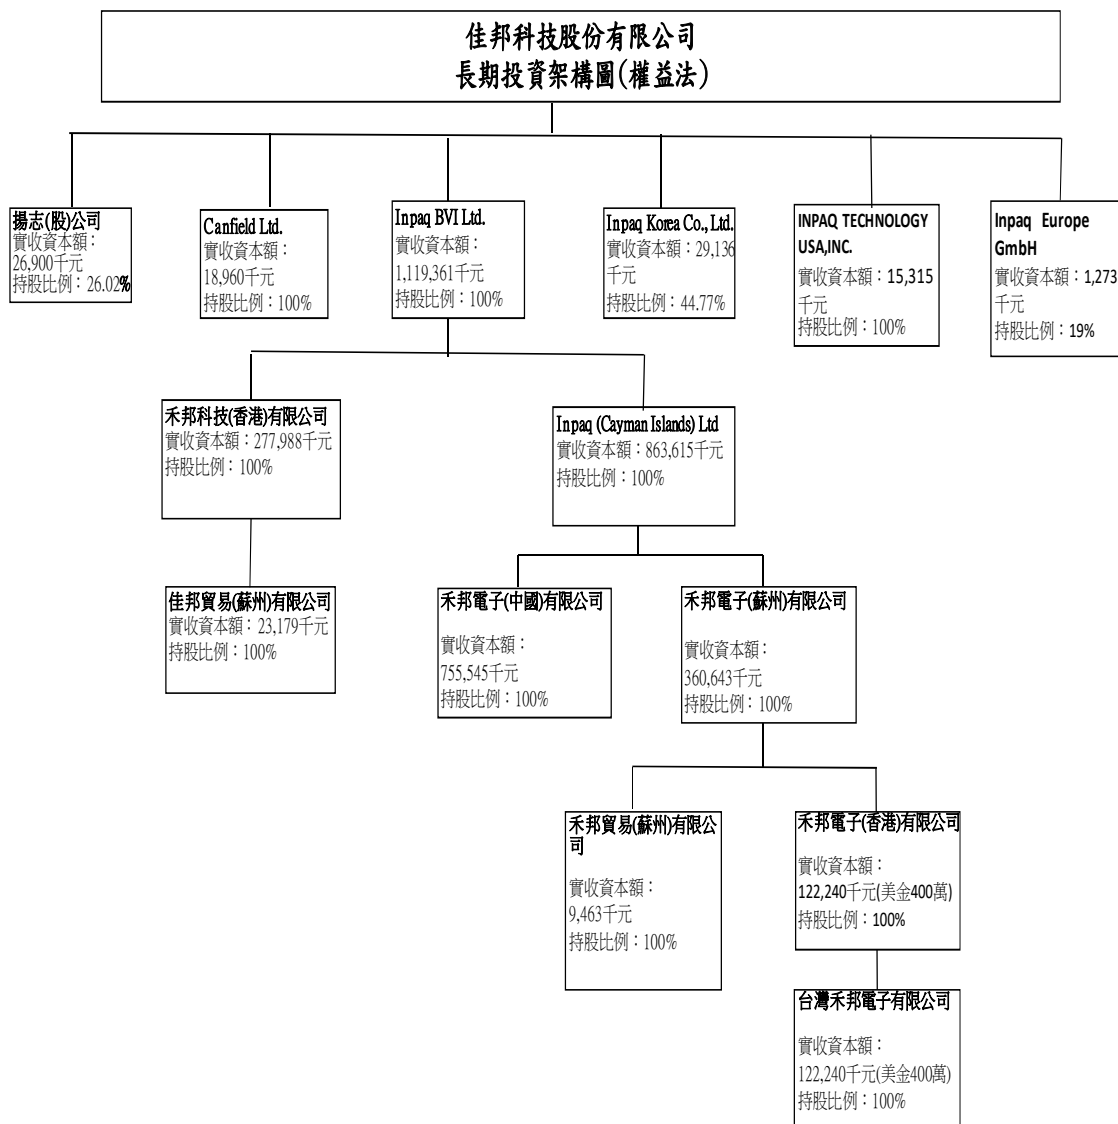 佳邦科技股份有限公司
長期投資架構圖(權益法)
揚志(股)公司
實收資本額：
26,900千元
持股比例：26.02%
Canfield Ltd.
實收資本額：
18,960千元
持股比例：100%
Inpaq BVI Ltd.
實收資本額：
1,119,361千元
持股比例：100%
Inpaq Korea Co., Ltd.
實收資本額：29,136
千元
持股比例：44.77%
INPAQ TECHNOLOGY
USA,INC.
實收資本額：15,315
千元
持股比例：100%
Inpaq Europe
GmbH
實收資本額：1,273
千元
持股比例：19%
禾邦科技(香港)有限公司
實收資本額：277,988千元
持股比例：100%
Inpaq (Cayman Islands) Ltd
實收資本額：863,615千元
持股比例：100%
佳邦貿易(蘇州)有限公司
實收資本額：23,179千元
持股比例：100%
禾邦電子(中國)有限公司
實收資本額：
755,545千元
持股比例：100%
禾邦電子(蘇州)有限公司
實收資本額：
360,643千元
持股比例：100%
禾邦貿易(蘇州)有限公
司
實收資本額：
9,463千元
持股比例：100%
禾邦電子(香港)有限公司
實收資本額：
122,240千元(美金400萬)
持股比例：100%
台灣禾邦電子有限公司
實收資本額：
122,240千元(美金400萬)
持股比例：100%